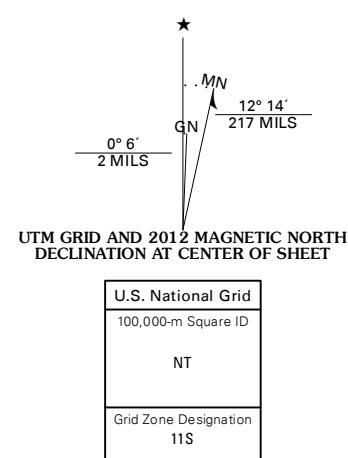 ★
MN
GN
12° 14´
217 MILS
0° 6´
2 MILS
UTM GRID AND 2012 MAGNETIC NORTH
DECLINATION AT CENTER OF SHEET
U.S. National Grid
100,000-m Square ID
NT
Grid Zone Designation
11S